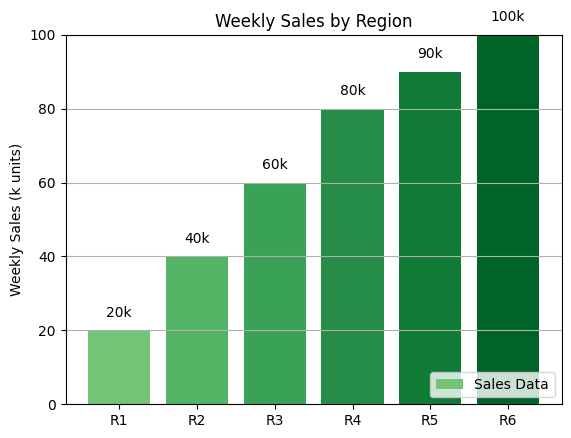 Weekly Sales by Region
Weekly Sales (k units)
100
80
60
40
20
0
20k
40k
60k
80k
90k
100k
R1
R2
R3
R4
R5
R6
Sales Data